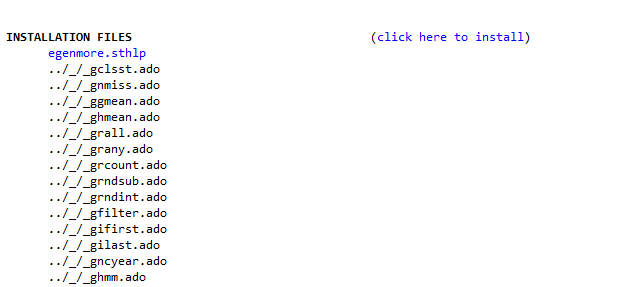 INSTALLATION FILES (click here to install)
egenmore.sthlp
../_/_gclsst.ado
../_/_gnmiss.ado
../_/_ggmean.ado
../_/_ghmean.ado
../_/_grall.ado
../_/_grany.ado
../_/_grcount.ado
../_/_grndsub.ado
../_/_grndint.ado
../_/_gfilter.ado
../_/_gifirst.ado
../_/_gilast.ado
../_/_gncyear.ado
../_/_ghmm.ado